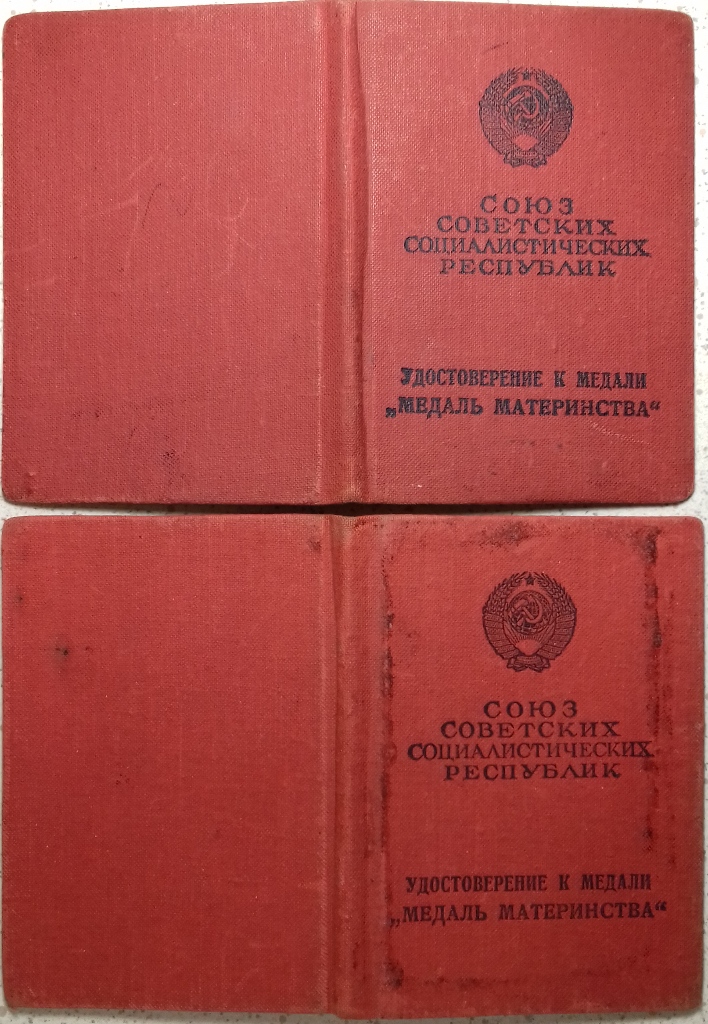 СОЮЗ
СОВЕТСКИХ
СОЦИАЛИСТИЧЕСКИХ
РЕСПУБЛИК
УДОСТОВЕРЕНИЕ К МЕДАЛИ
„МЕДАЛЬ МАТЕРИНСТВА“
СОЮЗ
СОВЕТСКИХ
СОЦИАЛИСТИЧЕСКИХ
РЕСПУБЛИК
УДОСТОВЕРЕНИЕ К МЕДАЛИ
„МЕДАЛЬ МАТЕРИНСТВА“